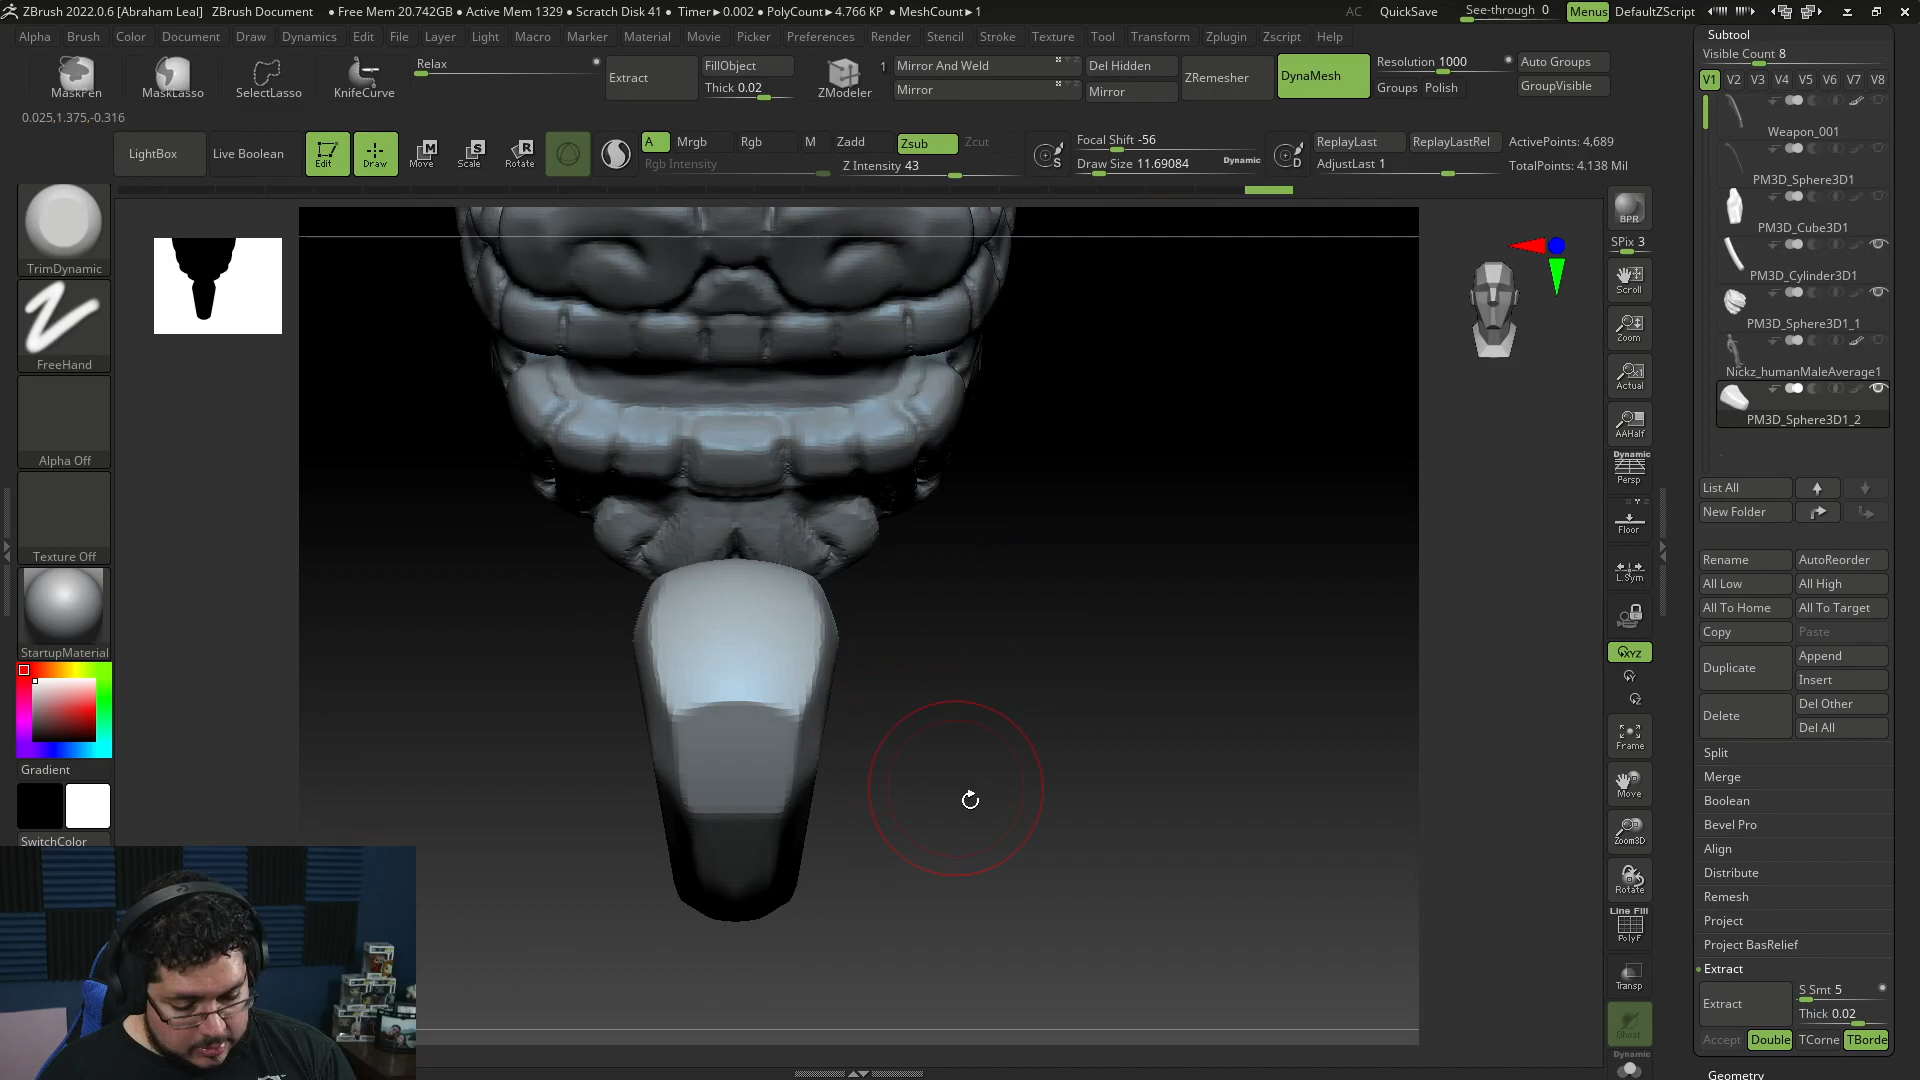 ZBrush 2022.0.6 [Abraham Leal] ZBrush Document ● Free Mem 20.742GB ● Active Mem 1329 ● Scratch Disk 41 ● Timer►0.002 ● PolyCount►4.766 KP ● MeshCount►1 AC QuickSave See-through 0 Menus DefaultZScript
Alpha Brush Color Document Draw Dynamics Edit File Layer Light Macro Marker Material Movie Picker Preferences Render Stencil Stroke Texture Tool Transform Zplugin Zscript Help
MaskPen MaskLasso SelectLasso KnifeCurve Relax Extract FillObject Thick 0.02 ZModeler 1 Mirror And Weld Mirror Del Hidden Mirror ZRemesher DynaMesh Resolution 1000 Groups Polish Auto Groups GroupVisible
0.025,1.375,-0.316
LightBox Live Boolean Edit Draw Move Scale Rotate A Mrgb Rgb M Zadd Zsub Zcut Focal Shift -56 ReplayLast ReplayLastRel ActivePoints: 4,689
Rgb Intensity Z Intensity 43 Draw Size 11.69084 Dynamic AdjustLast 1 TotalPoints: 4.138 Mil
TrimDynamic
FreeHand
Alpha Off
Texture Off
StartupMaterial
Gradient
SwitchColor
BPR
SPix 3
Scroll
Zoom
Actual
AAHalf
Dynamic
Persp
Floor
L.Sym
XYZ
Frame
Move
Zoom3D
Rotate
Line Fill
PolyF
Transp
Ghost
Dynamic
Subtool
Visible Count 8
V1 V2 V3 V4 V5 V6 V7 V8
Weapon_001
PM3D_Sphere3D1
PM3D_Cube3D1
PM3D_Cylinder3D1
PM3D_Sphere3D1_1
Nickz_humanMaleAverage1
PM3D_Sphere3D1_2
List All
New Folder
Rename AutoReorder
All Low All High
All To Home All To Target
Copy Paste
Duplicate Append
Insert
Delete Del Other
Del All
Split
Merge
Boolean
Bevel Pro
Align
Distribute
Remesh
Project
Project BasRelief
Extract
Extract S Smt 5
Thick 0.02
Accept Double TCorne TBorde
Geometry